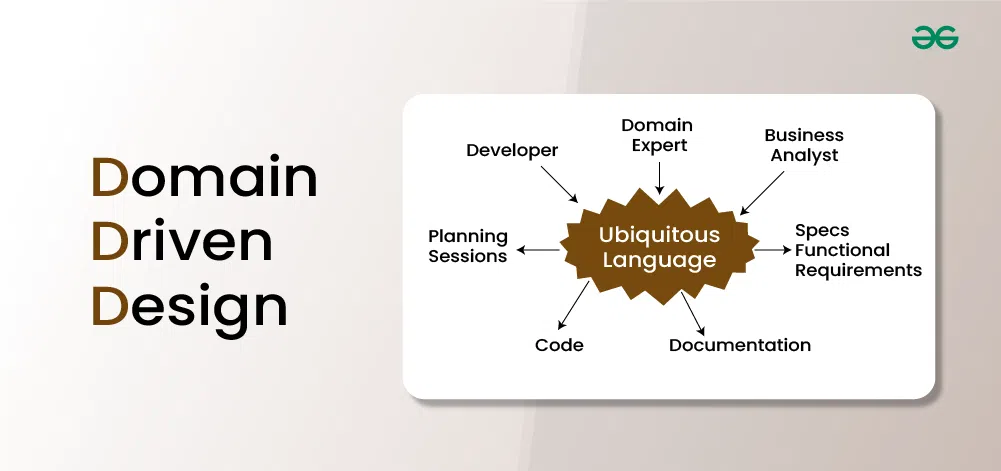 Domain
Driven
Design
Developer
Domain
Expert
Business
Analyst
Planning
Sessions
Ubiquitous
Language
Specs
Functional
Requirements
Code
Documentation